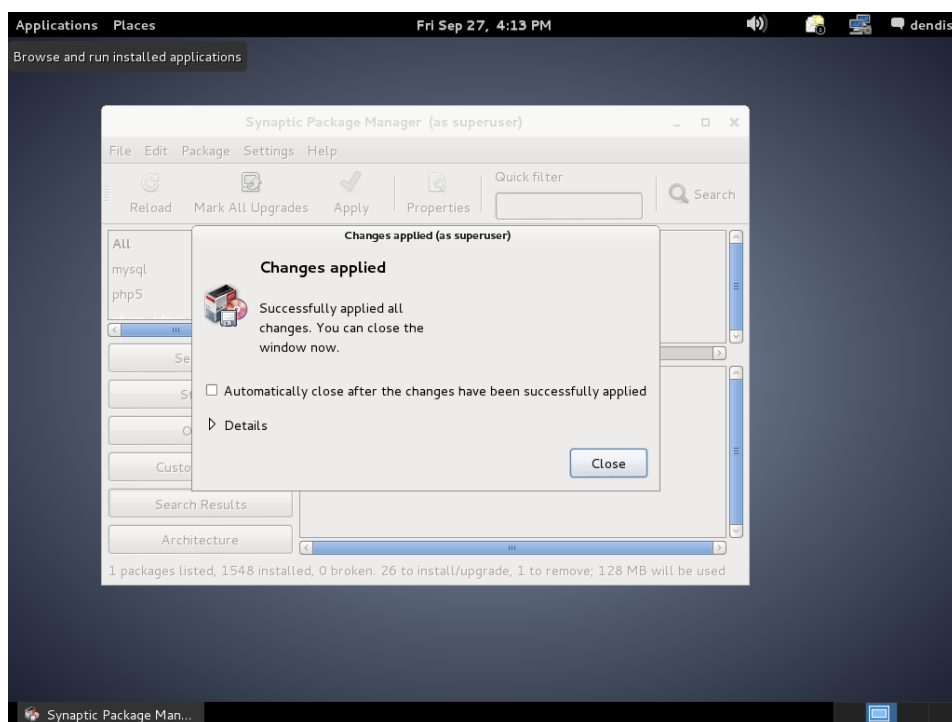 Applications Places Fri Sep 27, 4:13 PM dendis
Browse and run installed applications
Synaptic Package Manager (as superuser)
File Edit Package Settings Help
Quick filter
Reload Mark All Upgrades Apply Properties Search
Changes applied (as superuser)
All
Changes applied
mysql
php5
Successfully applied all
changes. You can close the
window now.
Se
St
Automatically close after the changes have been successfully applied
O
Details
Custo
Close
Search Results
Architecture
1 packages listed, 1548 installed, 0 broken. 26 to install/upgrade, 1 to remove; 128 MB will be used
Synaptic Package Man...